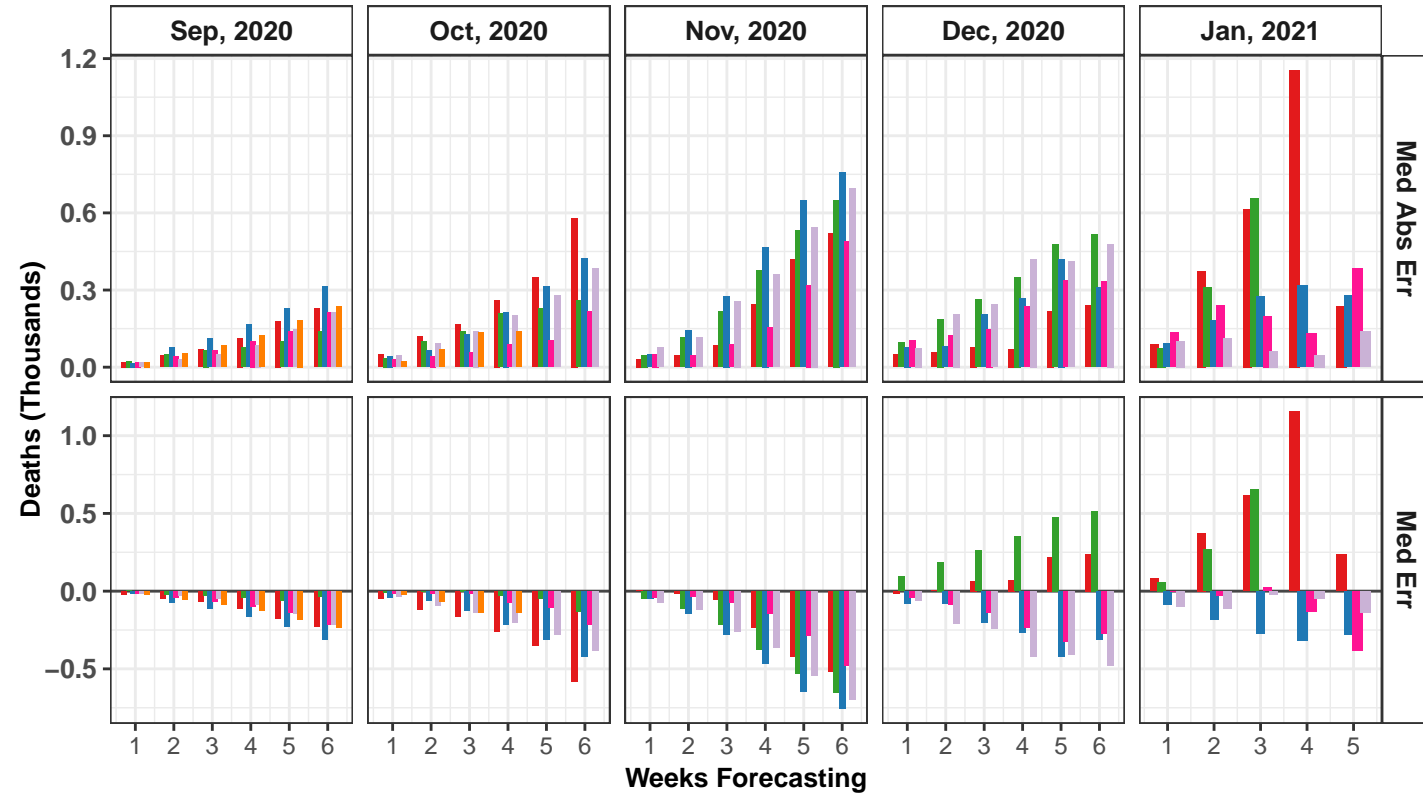 Sep, 2020 Oct, 2020 Nov, 2020 Dec, 2020 Jan, 2021
1.2
0.9
0.6
0.3
0.0
Med Abs Err
Deaths (Thousands)
1.0
0.5
0.0
−0.5
Med Err
1 2 3 4 5 6 1 2 3 4 5 6 1 2 3 4 5 6 1 2 3 4 5 6 1 2 3 4 5
Weeks Forecasting